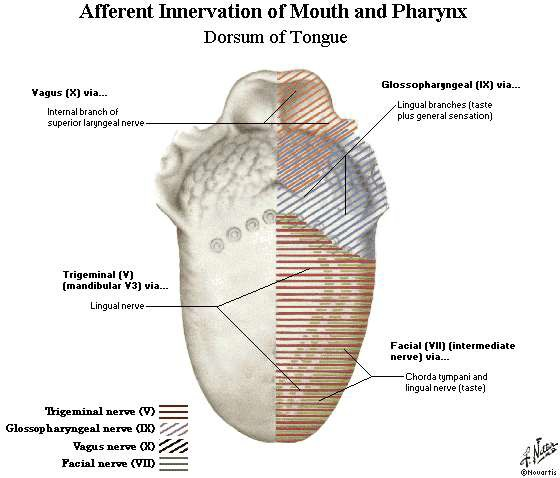 Afferent Innervation of Mouth and Pharynx
Dorsum of Tongue
Vagus (X) via...
Internal branch of
superior laryngeal nerve
Glossopharyngeal (IX) via...
Lingual branches (taste
plus general sensation)
Trigeminal (V)
(mandibular V3) via...
Lingual nerve
Facial (VII) (intermediate
nerve) via...
Chorda tympani and
lingual nerve (taste)
Trigeminal nerve (V)
Glossopharyngeal nerve (IX)
Vagus nerve (X)
Facial nerve (VII)
F. Netter
©Novartis